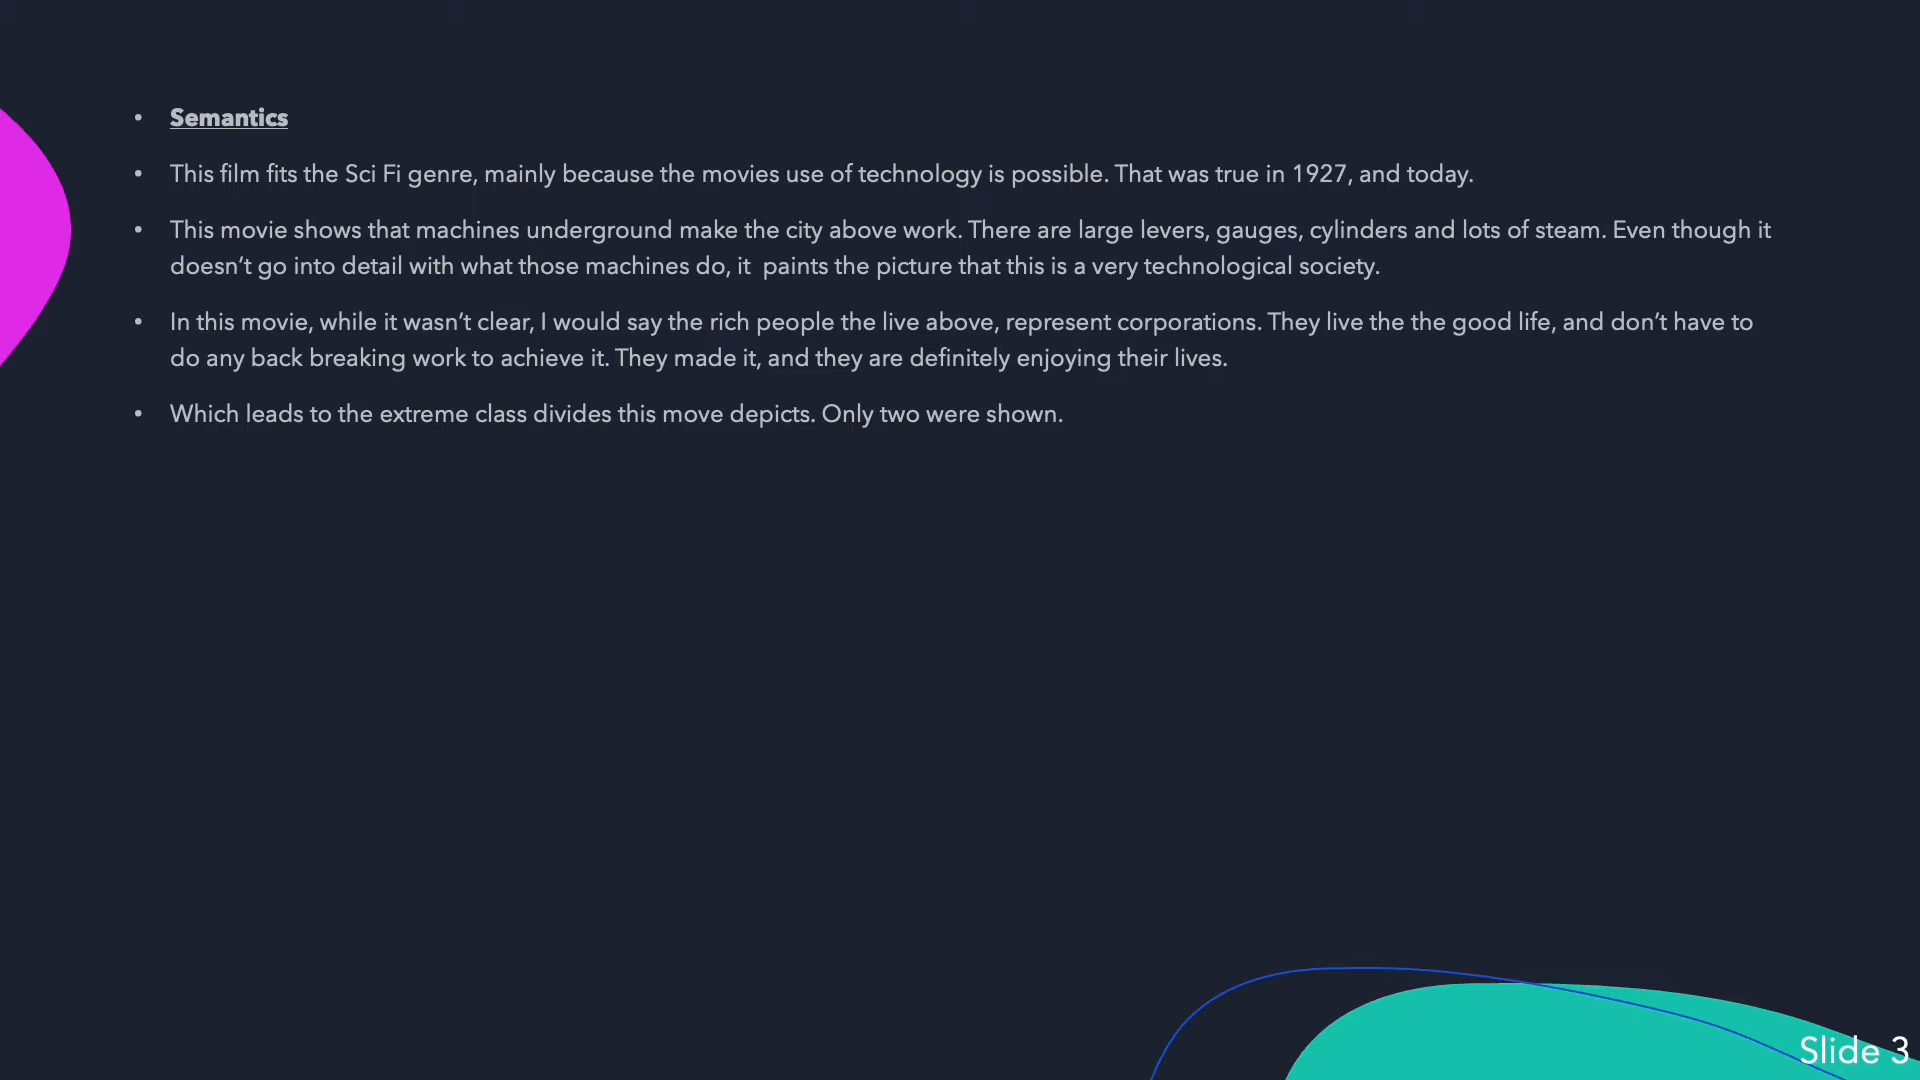 • Semantics
• This film fits the Sci Fi genre, mainly because the movies use of technology is possible. That was true in 1927, and today.
• This movie shows that machines underground make the city above work. There are large levers, gauges, cylinders and lots of steam. Even though it
doesn’t go into detail with what those machines do, it  paints the picture that this is a very technological society.
• In this movie, while it wasn’t clear, I would say the rich people the live above, represent corporations. They live the the good life, and don’t have to
do any back breaking work to achieve it. They made it, and they are definitely enjoying their lives.
• Which leads to the extreme class divides this move depicts. Only two were shown.
Slide 3